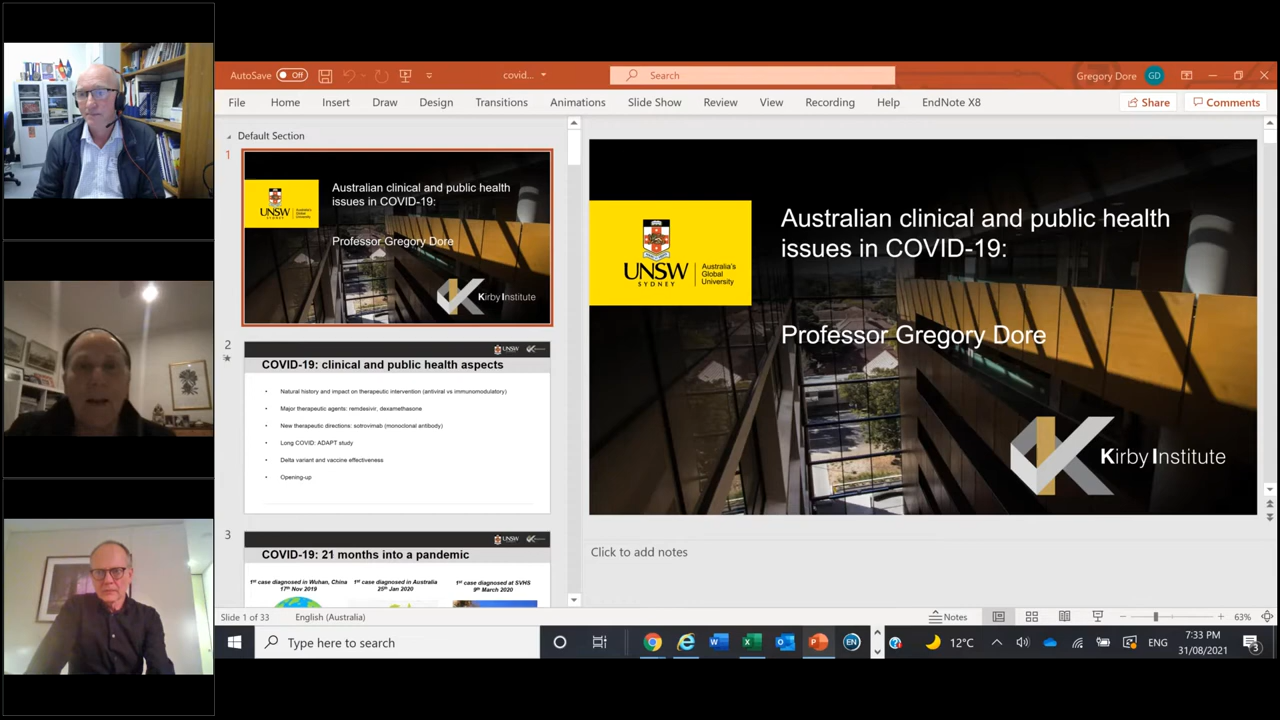 AutoSave
Off
covid...
Search
Gregory Dore
GD
File
Home
Insert
Draw
Design
Transitions
Animations
Slide Show
Review
View
Recording
Help
EndNote X8
Share
Comments
Default Section
1
UNSW
SYDNEY
Australian clinical and public health
issues in COVID-19:
Professor Gregory Dore
Kirby Institute
2
UNSW
COVID-19: clinical and public health aspects
• Natural history and impact on therapeutic intervention (antiviral vs immunomodulatory)
• Major therapeutic agents: remdesivir, dexamethasone
• New therapeutic directions: sotrovimab (monoclonal antibody)
• Long COVID: ADAPT study
• Delta variant and vaccine effectiveness
• Opening-up
3
UNSW
COVID-19: 21 months into a pandemic
1st case diagnosed in Wuhan, China
17th Nov 2019
1st case diagnosed in Australia
25th Jan 2020
1st case diagnosed at SVHS
9th March 2020
UNSW
SYDNEY
Australia's
Global
University
Australian clinical and public health
issues in COVID-19:
Professor Gregory Dore
Kirby Institute
Click to add notes
Slide 1 of 33
English (Australia)
Notes
63%
Type here to search
EN
12°C
ENG
7:33 PM
31/08/2021
3